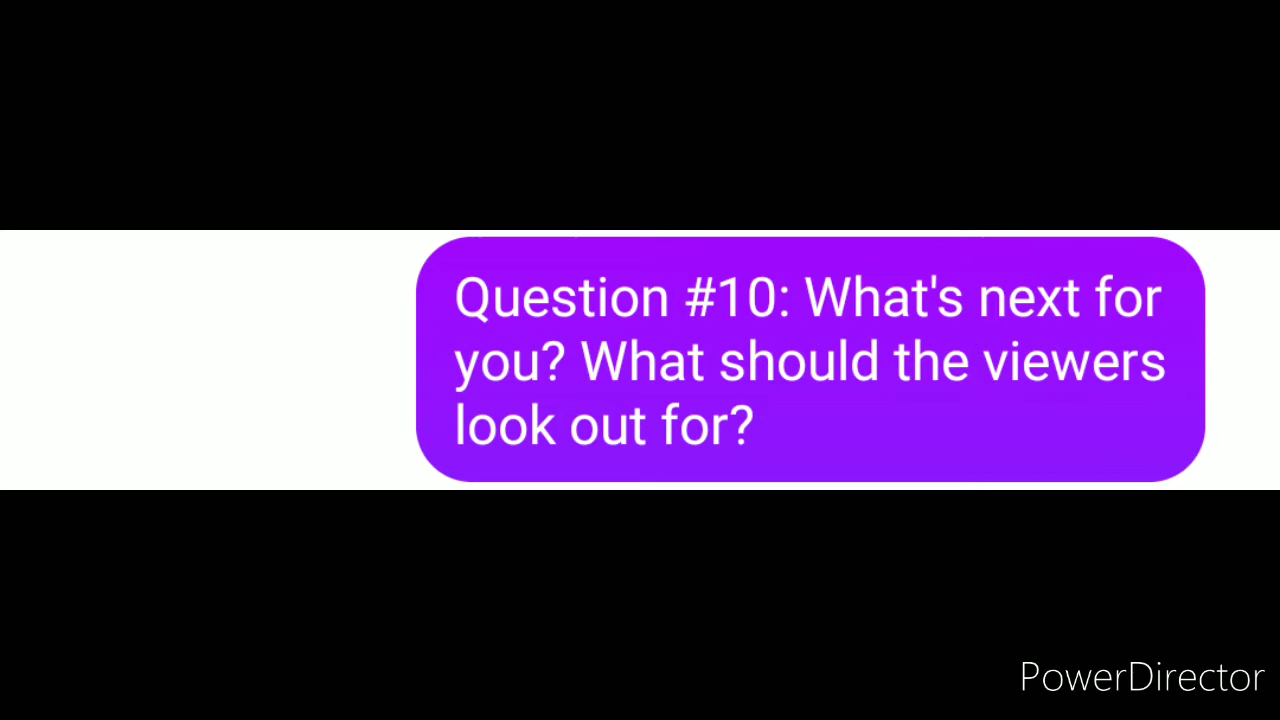 Question #10: What's next for
you? What should the viewers
look out for?
PowerDirector